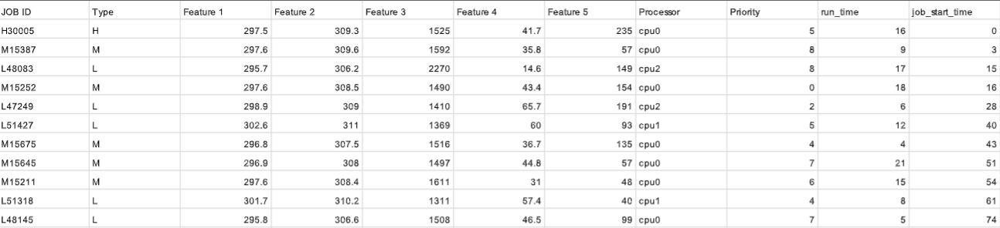 JOB ID Type Feature 1 Feature 2 Feature 3 Feature 4 Feature 5 Processor Priority run_time job_start_time
H30005 H 297.5 309.3 1525 41.7 235 cpu0 5 16 0
M15387 M 297.6 309.6 1592 35.8 57 cpu0 8 9 3
L48083 L 295.7 306.2 2270 14.6 149 cpu2 8 17 15
M15252 M 297.6 308.5 1490 43.4 154 cpu0 0 18 16
L47249 L 298.9 309 1410 65.7 191 cpu2 2 6 28
L51427 L 302.6 311 1369 60 93 cpu1 5 12 40
M15675 M 296.8 307.5 1516 36.7 135 cpu0 4 4 43
M15645 M 296.9 308 1497 44.8 57 cpu0 7 21 51
M15211 M 297.6 308.4 1611 31 48 cpu0 6 15 54
L51318 L 301.7 310.2 1311 57.4 40 cpu1 4 8 61
L48145 L 295.8 306.6 1508 46.5 99 cpu0 7 5 74